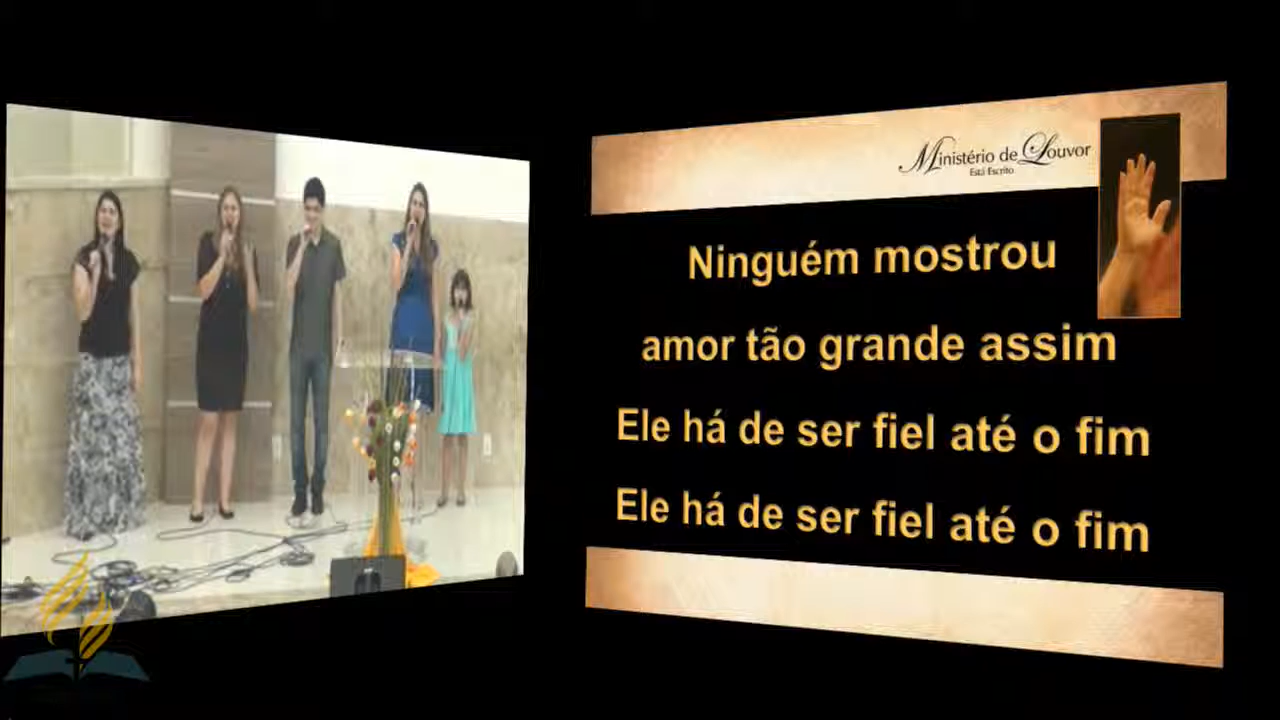 Ministério de Louvor
Está Escrito
Ninguém mostrou
amor tão grande assim
Ele há de ser fiel até o fim
Ele há de ser fiel até o fim